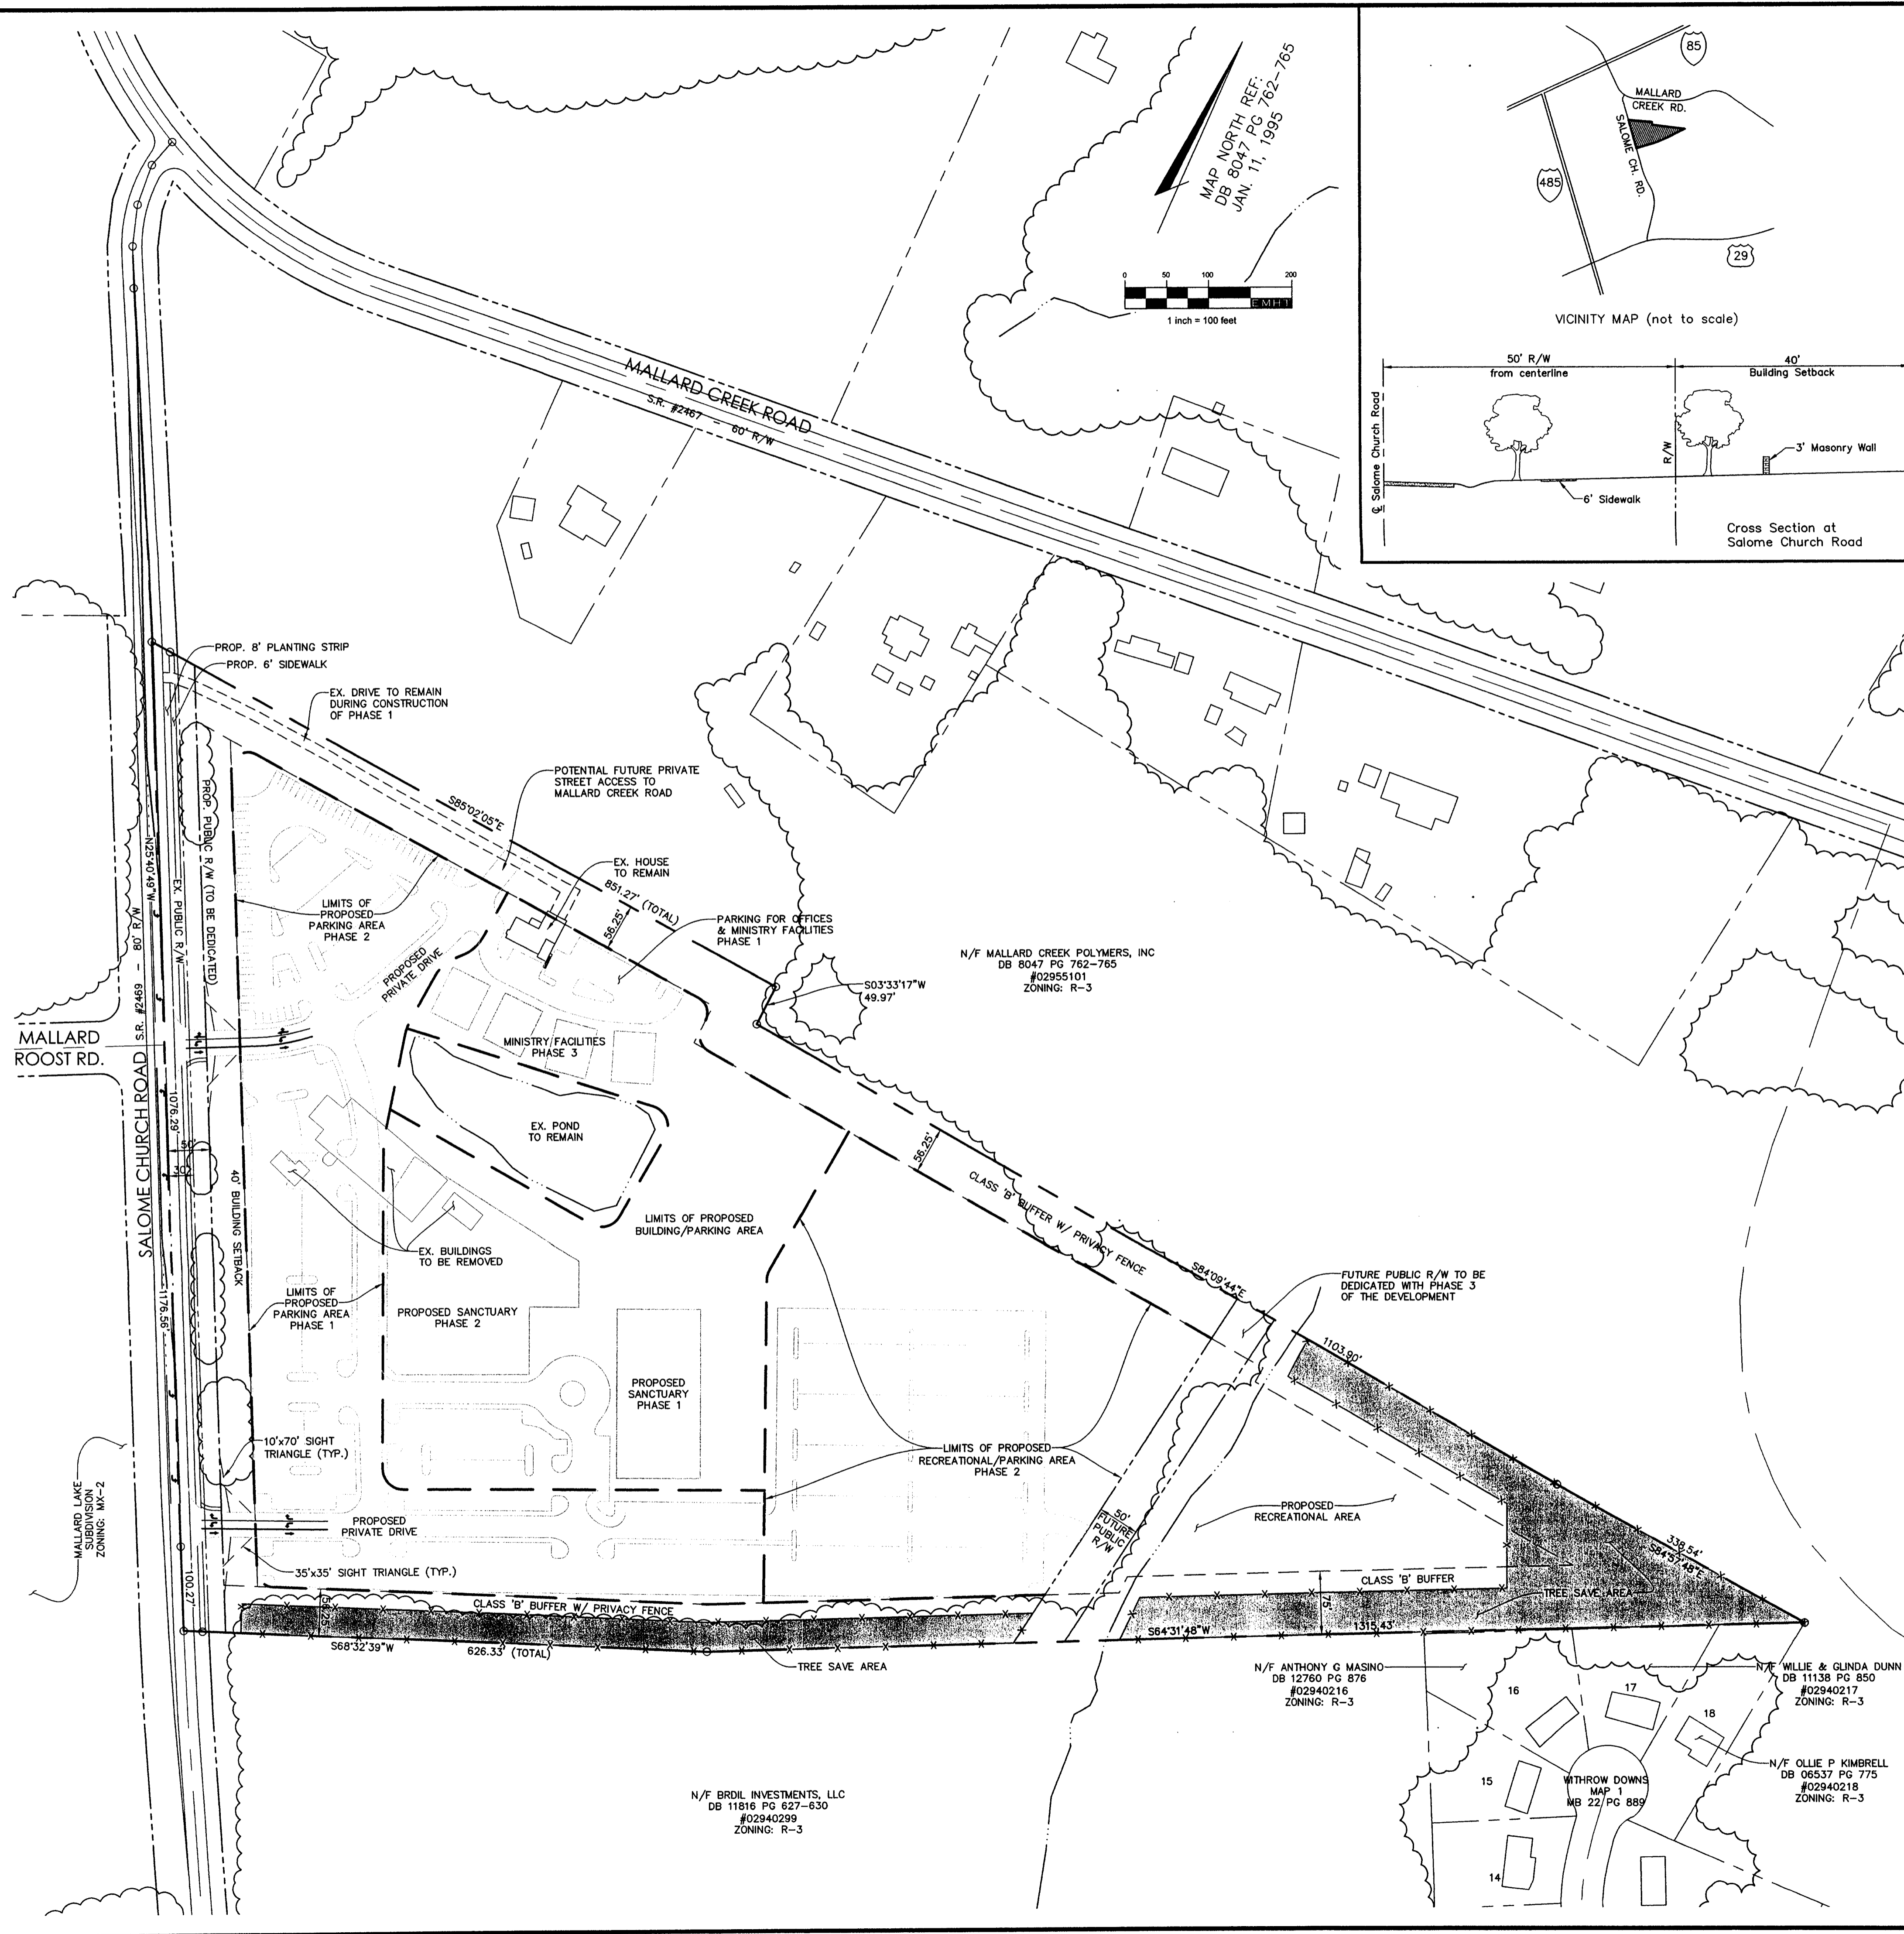 MAP NORTH REF:
DB 8047 PG 762-765
JAN. 11, 1995
0 50 100 200
EMHT
1 inch = 100 feet
85
MALLARD
CREEK RD.
SALOME CH. RD.
485
29
VICINITY MAP (not to scale)
50' R/W
from centerline
40'
Building Setback
℄ Salome Church Road
R/W
3' Masonry Wall
6' Sidewalk
Cross Section at
Salome Church Road
MALLARD CREEK ROAD
S.R. #2467 - 60' R/W
PROP. 8' PLANTING STRIP
PROP. 6' SIDEWALK
EX. DRIVE TO REMAIN
DURING CONSTRUCTION
OF PHASE 1
POTENTIAL FUTURE PRIVATE
STREET ACCESS TO
MALLARD CREEK ROAD
S85°02'05"E
851.27' (TOTAL)
EX. HOUSE
TO REMAIN
56.25'
PARKING FOR OFFICES
& MINISTRY FACILITIES
PHASE 1
S03°33'17"W
49.97'
N/F MALLARD CREEK POLYMERS, INC
DB 8047 PG 762-765
#02955101
ZONING: R-3
PROP. PUBLIC R/W (TO BE DEDICATED)
N25°40'49"W
EX. PUBLIC R/W
LIMITS OF
PROPOSED
PARKING AREA
PHASE 2
PROPOSED
PRIVATE DRIVE
MALLARD
ROOST RD.
SALOME CHURCH ROAD S.R. #2469 - 80' R/W
MINISTRY FACILITIES
PHASE 3
EX. POND
TO REMAIN
1076.29'
50'
30'
40' BUILDING SETBACK
1176.56'
LIMITS OF PROPOSED
BUILDING/PARKING AREA
EX. BUILDINGS
TO BE REMOVED
56.25'
CLASS 'B' BUFFER W/ PRIVACY FENCE
S84°09'44"E
FUTURE PUBLIC R/W TO BE
DEDICATED WITH PHASE 3
OF THE DEVELOPMENT
1103.90'
LIMITS OF
PROPOSED
PARKING AREA
PHASE 1
PROPOSED SANCTUARY
PHASE 2
PROPOSED
SANCTUARY
PHASE 1
10'x70' SIGHT
TRIANGLE (TYP.)
LIMITS OF PROPOSED
RECREATIONAL/PARKING AREA
PHASE 2
MALLARD LAKE
SUBDIVISION
ZONING: MX-2
PROPOSED
PRIVATE DRIVE
50'
FUTURE
PUBLIC
R/W
PROPOSED
RECREATIONAL AREA
338.54'
S84°57'48"E
35'x35' SIGHT TRIANGLE (TYP.)
100.27'
56.25'
CLASS 'B' BUFFER W/ PRIVACY FENCE
CLASS 'B' BUFFER
75'
TREE SAVE AREA
S68°32'39"W
626.33' (TOTAL)
S64°31'48"W
1315.43'
TREE SAVE AREA
N/F ANTHONY G MASINO
DB 12760 PG 876
#02940216
ZONING: R-3
N/F WILLIE & GLINDA DUNN
DB 11138 PG 850
#02940217
ZONING: R-3
16
17
18
N/F OLLIE P KIMBRELL
DB 06537 PG 775
#02940218
ZONING: R-3
15
WITHROW DOWNS
MAP 1
MB 22/PG 889
14
N/F BRDIL INVESTMENTS, LLC
DB 11816 PG 627-630
#02940299
ZONING: R-3